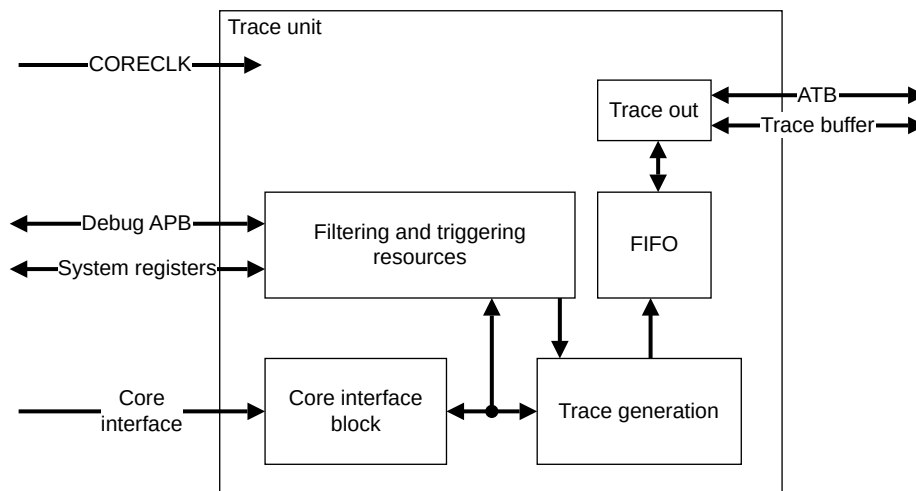 Trace unit
CORECLK
ATB
Trace out
Trace buffer
Debug APB
Filtering and triggering
resources
FIFO
System registers
Core
interface
Core interface
block
Trace generation